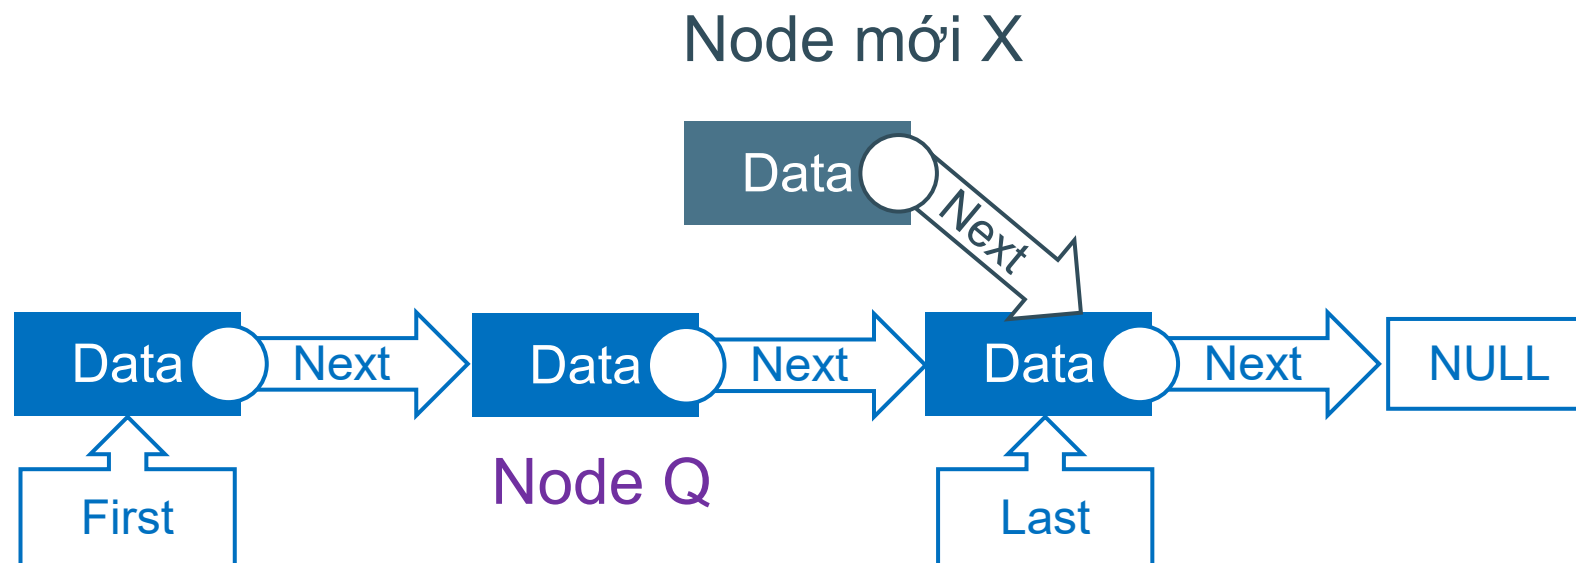 Node mới X
Data
Next
Data
Next
Data
Next
Data
Next
NULL
Node Q
First
Last